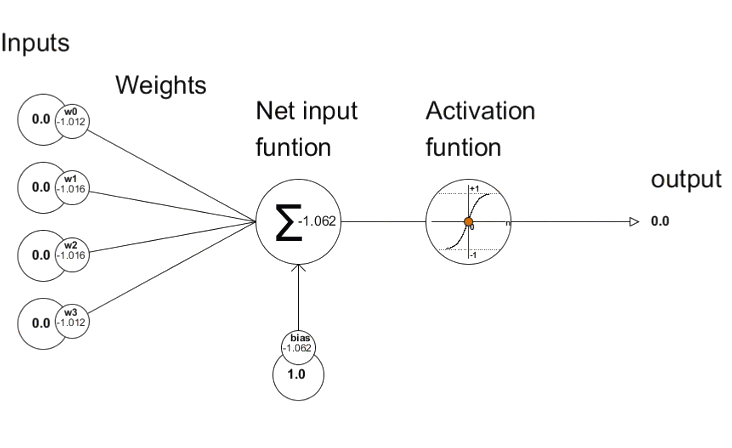 Inputs
Weights
Net input
funtion
Activation
funtion
output
0.0
w0
-1.012
0.0
w1
-1.016
0.0
w2
-1.016
0.0
w3
-1.012
Σ-1.062
+1
0
n
-1
0.0
bias
-1.062
1.0